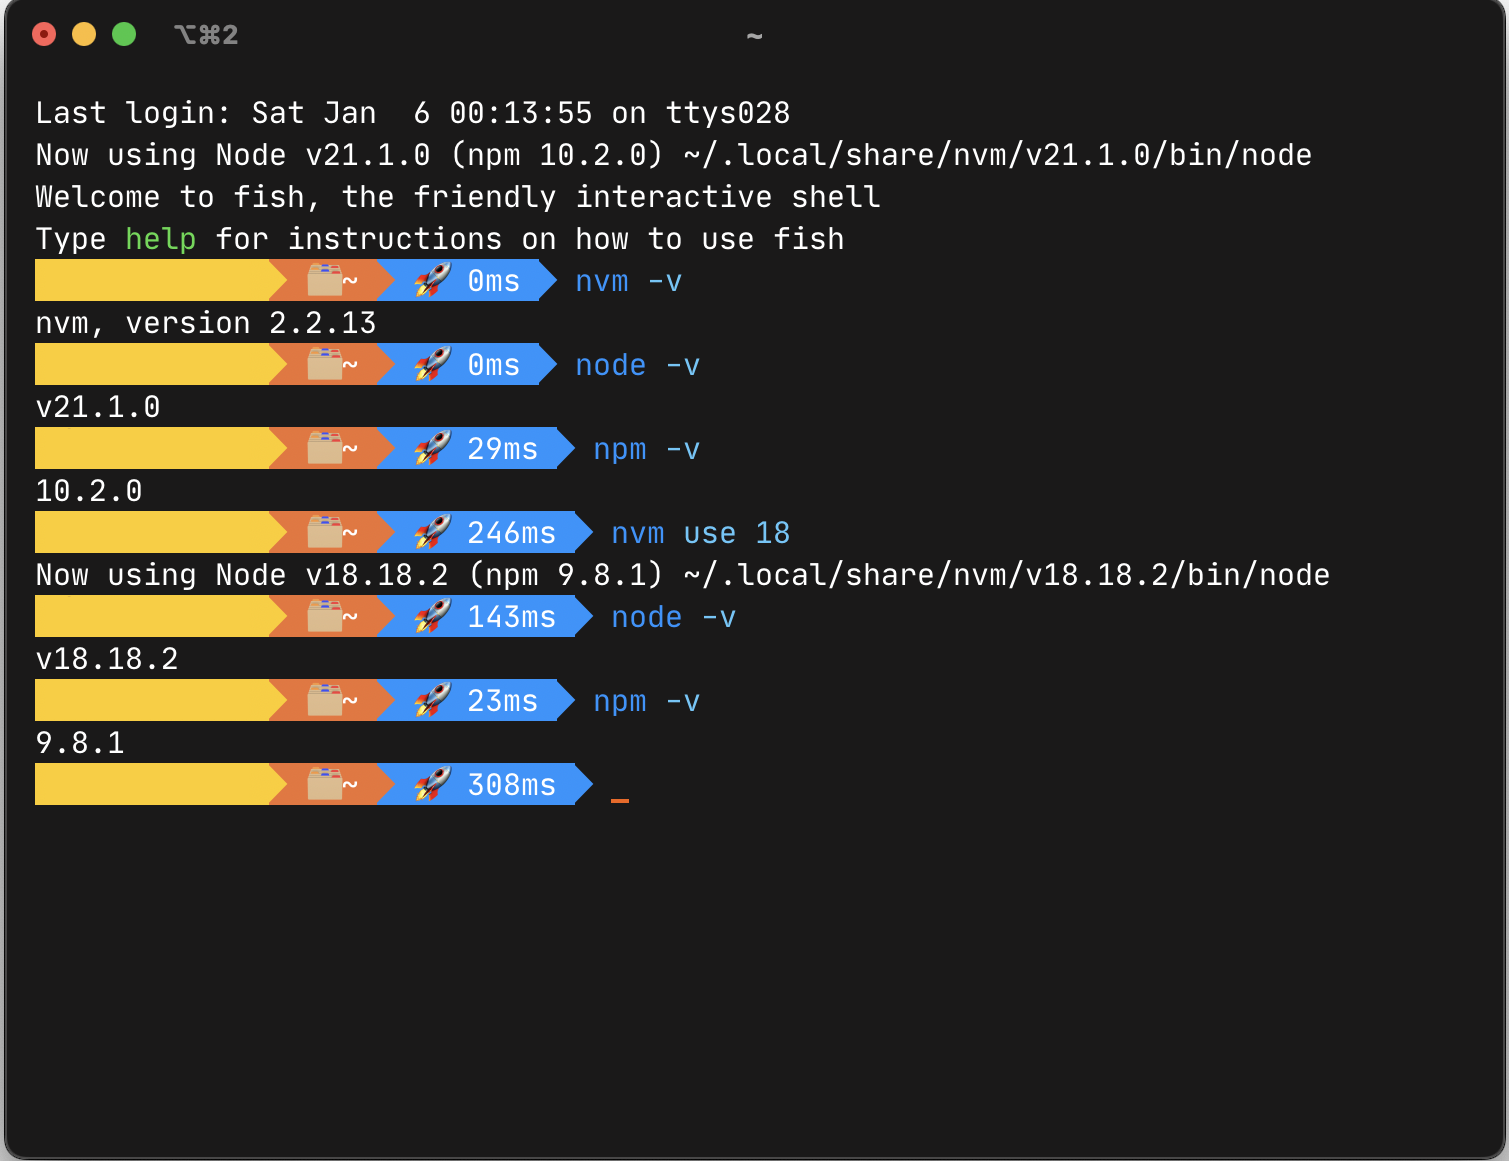 ⌥⌘2 ~
Last login: Sat Jan  6 00:13:55 on ttys028
Now using Node v21.1.0 (npm 10.2.0) ~/.local/share/nvm/v21.1.0/bin/node
Welcome to fish, the friendly interactive shell
Type help for instructions on how to use fish
~ 0ms nvm -v
nvm, version 2.2.13
~ 0ms node -v
v21.1.0
~ 29ms npm -v
10.2.0
~ 246ms nvm use 18
Now using Node v18.18.2 (npm 9.8.1) ~/.local/share/nvm/v18.18.2/bin/node
~ 143ms node -v
v18.18.2
~ 23ms npm -v
9.8.1
~ 308ms _